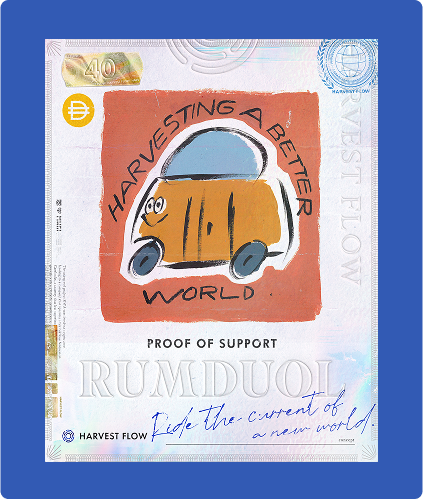 40
HARVEST FLOW
HARVEST FLOW
HARVESTING A BETTER
WORLD.
PROOF OF SUPPORT
RUMDUOL
HARVEST FLOW
Ride the current of
a new world.
concept